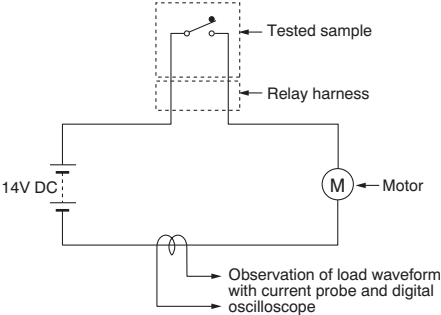 Tested sample
Relay harness
14V DC
M
Motor
Observation of load waveform
with current probe and digital
oscilloscope